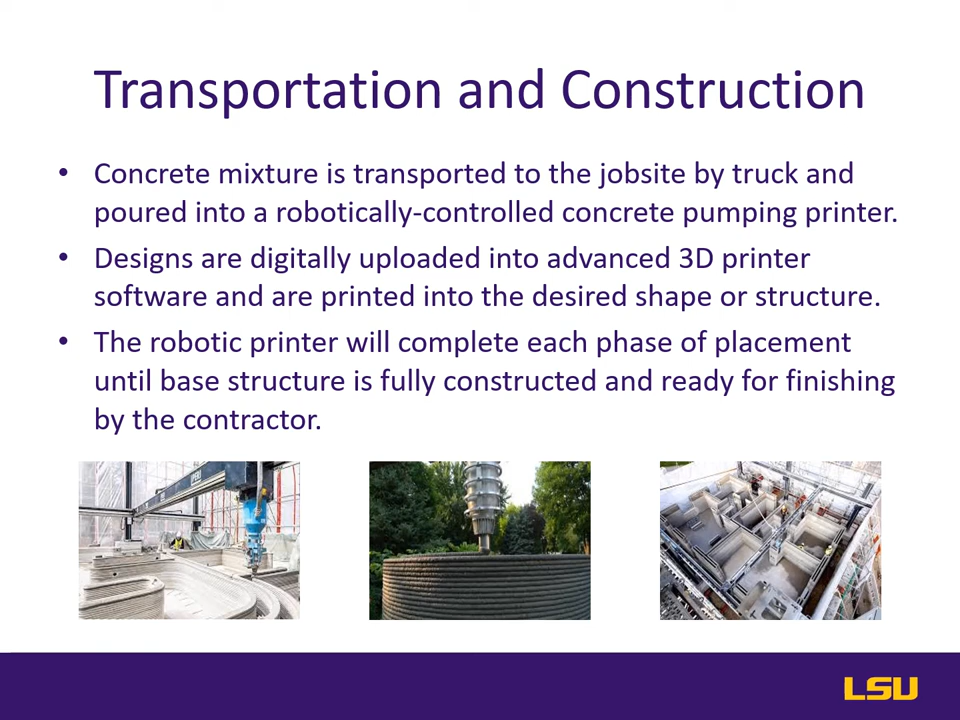 Transportation and Construction
• Concrete mixture is transported to the jobsite by truck and
poured into a robotically-controlled concrete pumping printer.
• Designs are digitally uploaded into advanced 3D printer
software and are printed into the desired shape or structure.
• The robotic printer will complete each phase of placement
until base structure is fully constructed and ready for finishing
by the contractor.
LSU